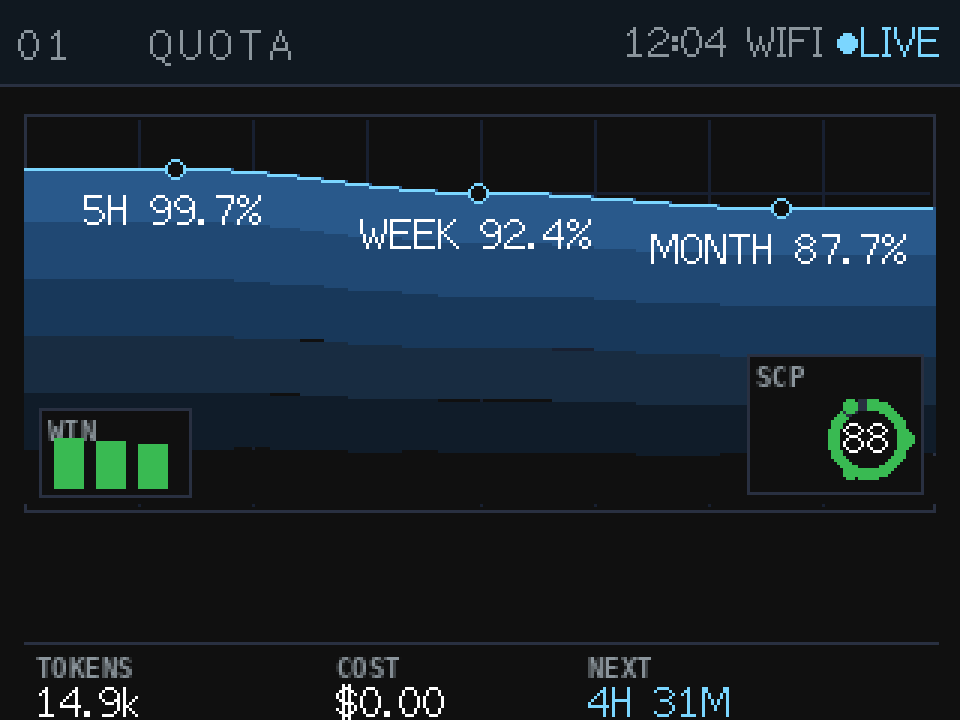 01 QUOTA 12:04 WIFI LIVE
5H 99.7%
WEEK 92.4%
MONTH 87.7%
SCP
88
WIN
TOKENS COST NEXT
14.9k $0.00 4H 31M